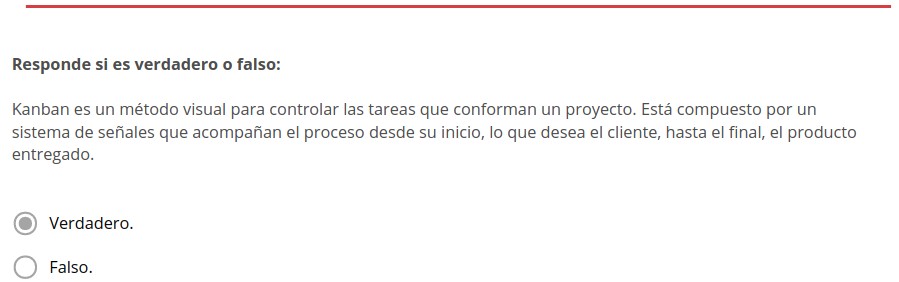 Responde si es verdadero o falso:
Kanban es un método visual para controlar las tareas que conforman un proyecto. Está compuesto por un
sistema de señales que acompañan el proceso desde su inicio, lo que desea el cliente, hasta el final, el producto
entregado.
Verdadero.
Falso.